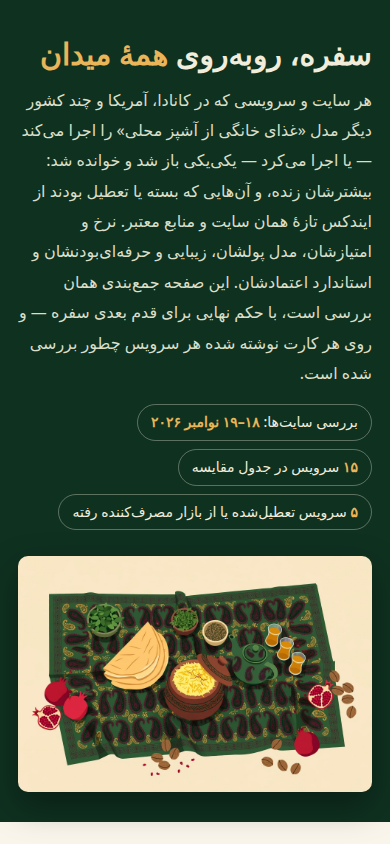 سفره، روبه‌روی همهٔ میدان
هر سایت و سرویسی که در کانادا، آمریکا و چند کشور
دیگر مدل «غذای خانگی از آشپز محلی» را اجرا می‌کند
— یا اجرا می‌کرد — یکی‌یکی باز شد و خوانده شد:
بیشترشان زنده، و آن‌هایی که بسته یا تعطیل بودند از
ایندکس تازهٔ همان سایت و منابع معتبر. نرخ و
امتیازشان، مدل پولشان، زیبایی و حرفه‌ای‌بودنشان و
استاندارد اعتمادشان. این صفحه جمع‌بندی همان
بررسی است، با حکم نهایی برای قدم بعدی سفره — و
روی هر کارت نوشته شده هر سرویس چطور بررسی
شده است.
بررسی سایت‌ها: ۱۸–۱۹ نوامبر ۲۰۲۶
۱۵ سرویس در جدول مقایسه
۵ سرویس تعطیل‌شده یا از بازار مصرف‌کننده رفته